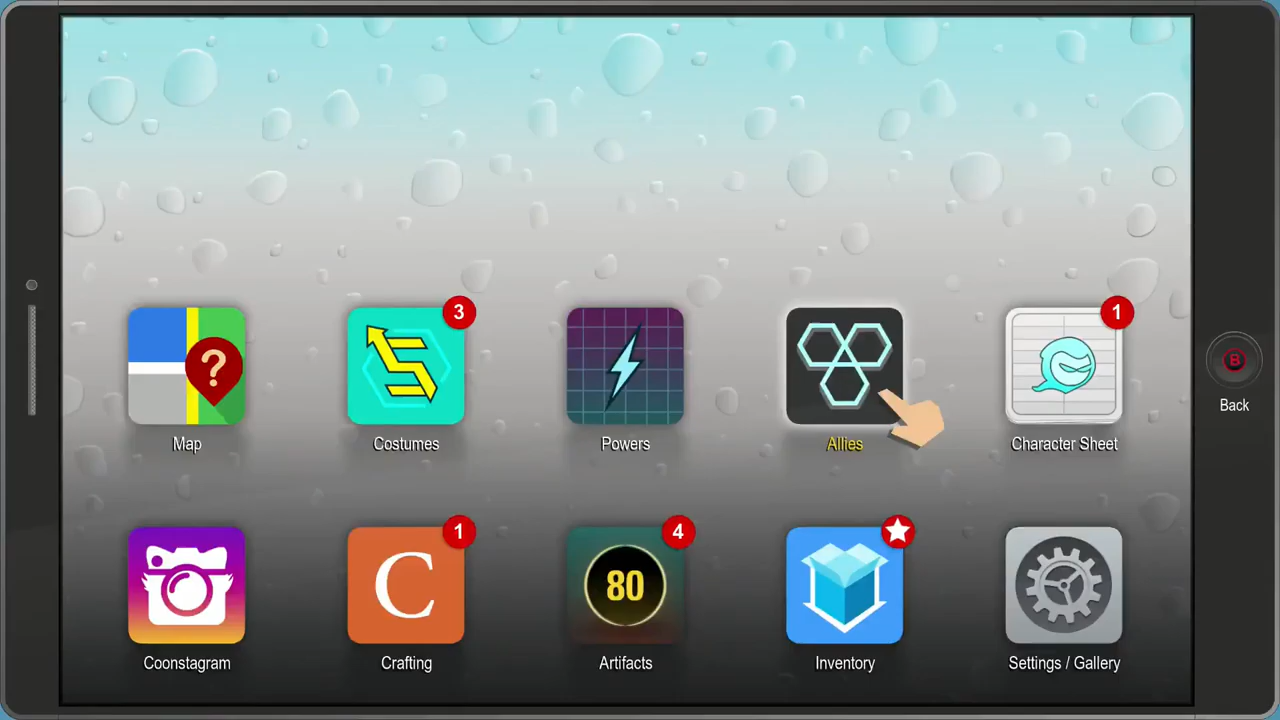 3
1
?
B
Back
Map
Costumes
Powers
Allies
Character Sheet
1
4
C
80
Coonstagram
Crafting
Artifacts
Inventory
Settings / Gallery